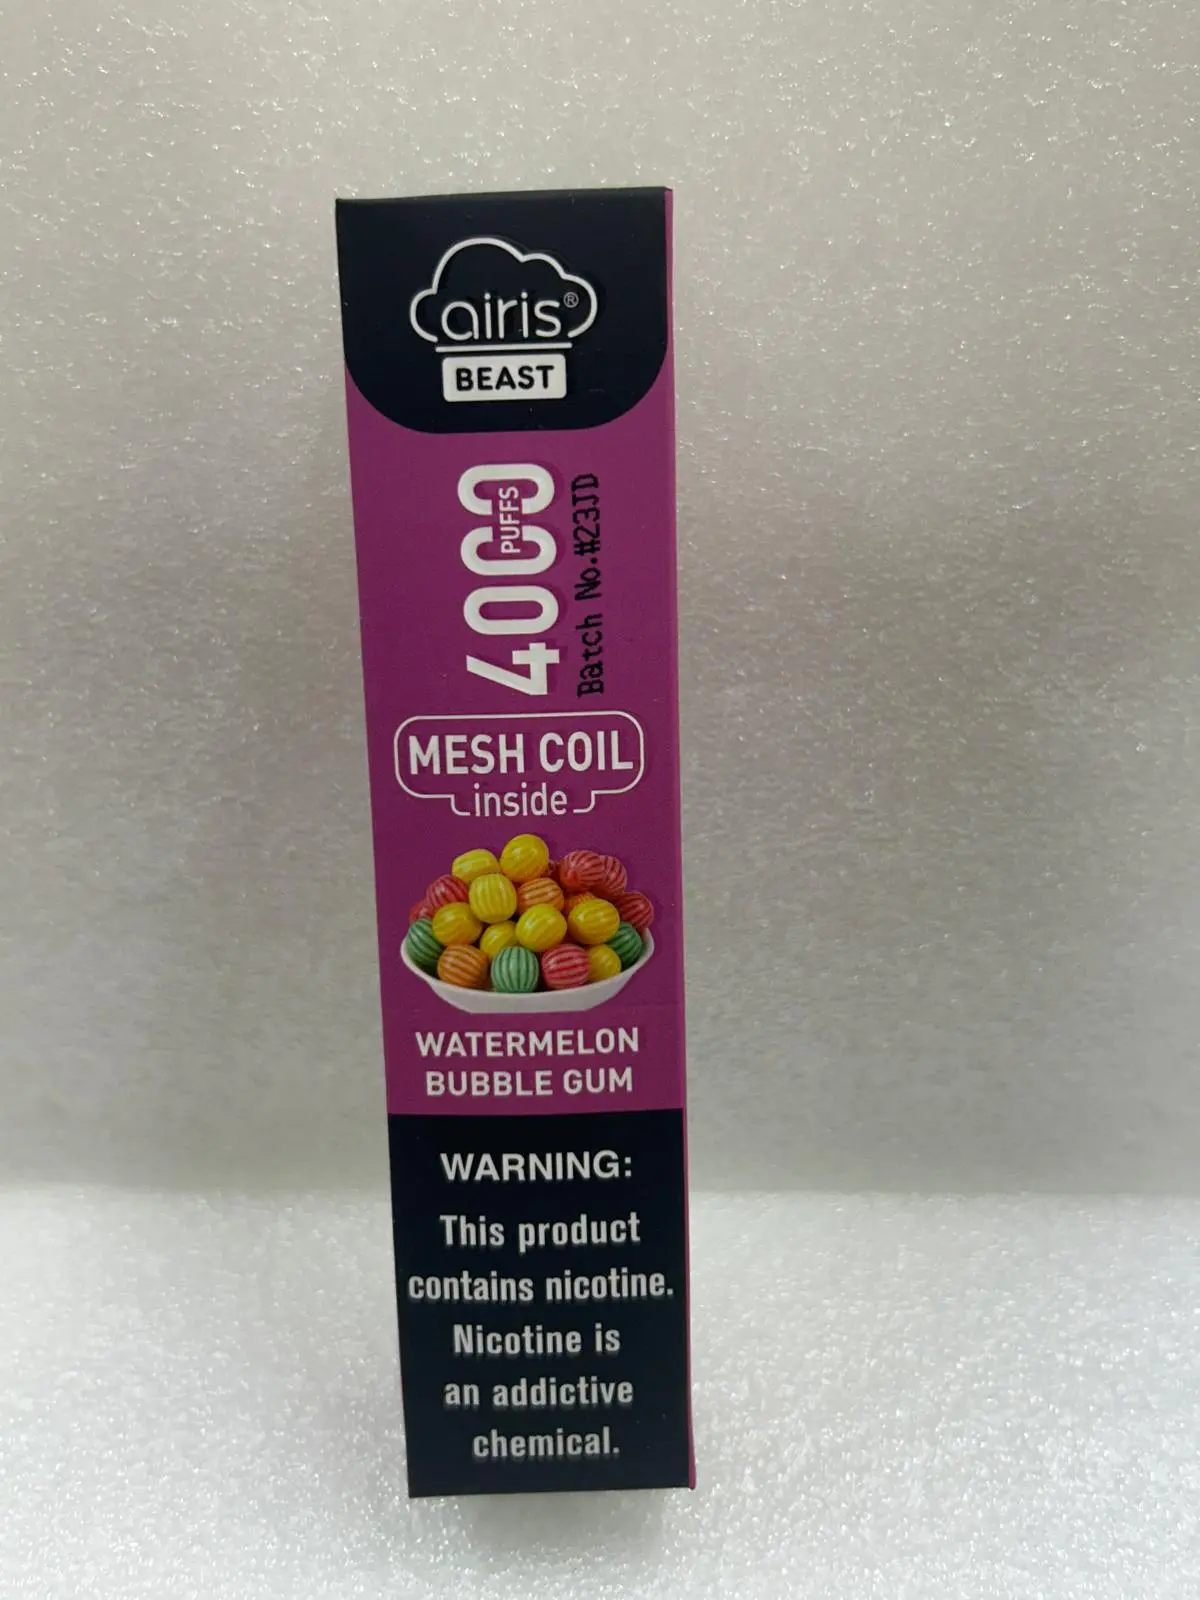 airis®
BEAST
4000
PUFFS
Batch No.#23JD
MESH COIL
inside
WATERMELON
BUBBLE GUM
WARNING:
This product
contains nicotine.
Nicotine is
an addictive
chemical.